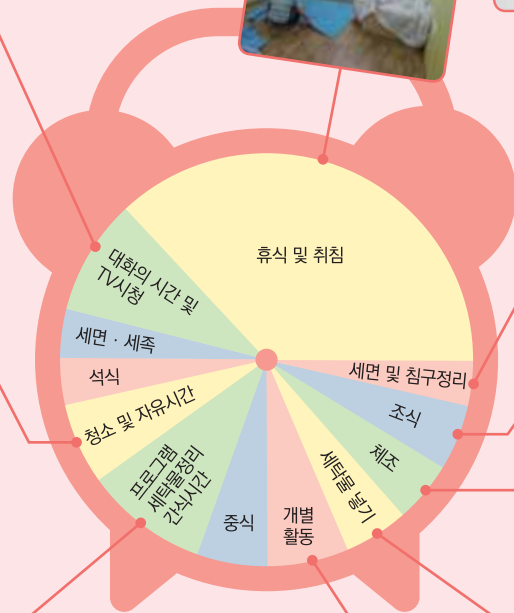 휴식 및 취침
대화의 시간 및
TV시청
세면 · 세족
세면 및 침구정리
석식
조식
청소 및 자유시간
체조
프로그램
세탁물정리
간식시간
세탁물 널기
개별
활동
중식